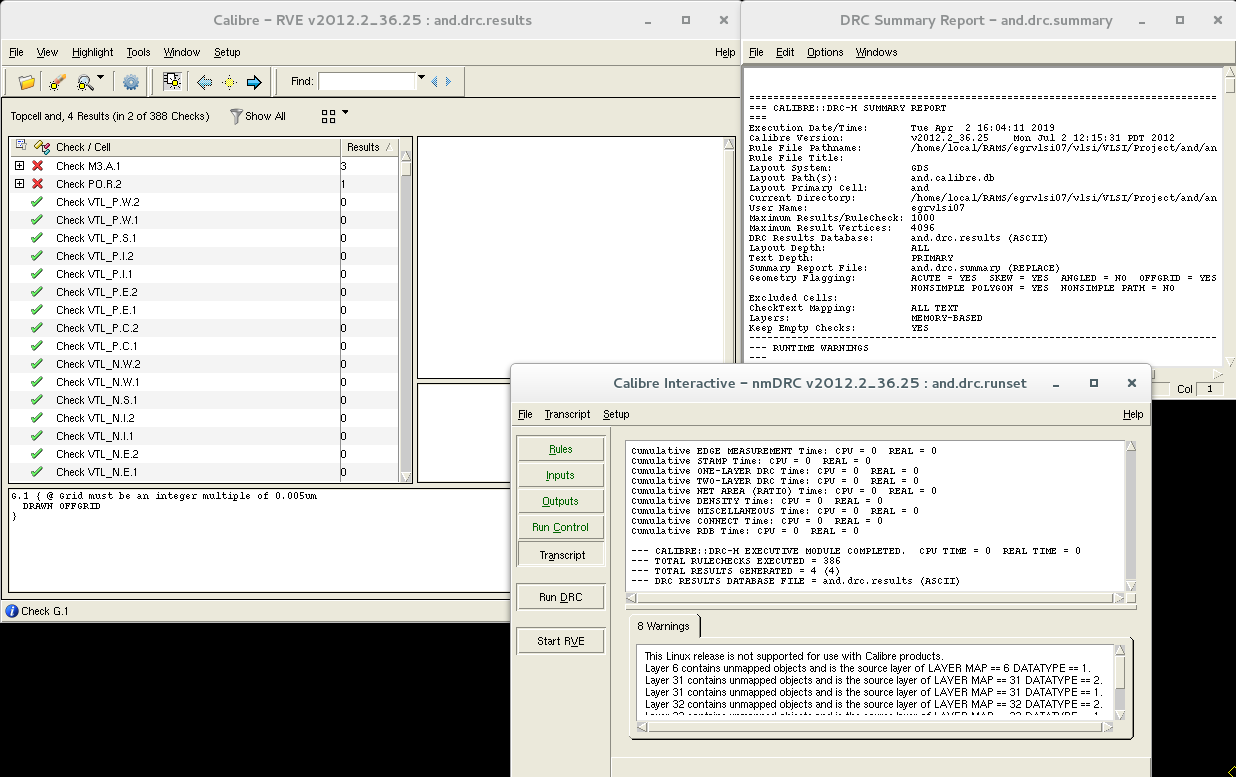 Calibre - RVE v2012.2_36.25 : and.drc.results
File View Highlight Tools Window Setup Help
Find:
Topcell and, 4 Results (in 2 of 388 Checks) Show All
Check / Cell Results
Check M3.A.1 3
Check PO.R.2 1
Check VTL_P.W.2 0
Check VTL_P.W.1 0
Check VTL_P.S.1 0
Check VTL_P.I.2 0
Check VTL_P.I.1 0
Check VTL_P.E.2 0
Check VTL_P.E.1 0
Check VTL_P.C.2 0
Check VTL_P.C.1 0
Check VTL_N.W.2 0
Check VTL_N.W.1 0
Check VTL_N.S.1 0
Check VTL_N.I.2 0
Check VTL_N.I.1 0
Check VTL_N.E.2 0
Check VTL_N.E.1 0
G.1 { @ Grid must be an integer multiple of 0.005um
DRAWN OFFGRID
}
Check G.1
DRC Summary Report - and.drc.summary
File Edit Options Windows
==================================================================================
=== CALIBRE::DRC-H SUMMARY REPORT
===
Execution Date/Time: Tue Apr 2 16:04:11 2019
Calibre Version: v2012.2_36.25 Mon Jul 2 12:15:31 PDT 2012
Rule File Pathname: /home/local/RAMS/egrvlsi07/vlsi/VLSI/Project/and/an
Rule File Title:
Layout System: GDS
Layout Path(s): and.calibre.db
Layout Primary Cell: and
Current Directory: /home/local/RAMS/egrvlsi07/vlsi/VLSI/Project/and/an
User Name: egrvlsi07
Maximum Results/RuleCheck: 1000
Maximum Result Vertices: 4096
DRC Results Database: and.drc.results (ASCII)
Layout Depth: ALL
Text Depth: PRIMARY
Summary Report File: and.drc.summary (REPLACE)
Geometry Flagging: ACUTE = YES SKEW = YES ANGLED = NO OFFGRID = YES
NONSIMPLE POLYGON = YES NONSIMPLE PATH = NO
Excluded Cells:
CheckText Mapping: ALL TEXT
Layers: MEMORY-BASED
Keep Empty Checks: YES
----------------------------------------------------------------------------------
--- RUNTIME WARNINGS
---
Col 1
Calibre Interactive - nmDRC v2012.2_36.25 : and.drc.runset
File Transcript Setup Help
Rules
Inputs
Outputs
Run Control
Transcript
Run DRC
Start RVE
Cumulative EDGE MEASUREMENT Time: CPU = 0 REAL = 0
Cumulative STAMP Time: CPU = 0 REAL = 0
Cumulative ONE-LAYER DRC Time: CPU = 0 REAL = 0
Cumulative TWO-LAYER DRC Time: CPU = 0 REAL = 0
Cumulative NET AREA (RATIO) Time: CPU = 0 REAL = 0
Cumulative DENSITY Time: CPU = 0 REAL = 0
Cumulative MISCELLANEOUS Time: CPU = 0 REAL = 0
Cumulative CONNECT Time: CPU = 0 REAL = 0
Cumulative RDB Time: CPU = 0 REAL = 0
--- CALIBRE::DRC-H EXECUTIVE MODULE COMPLETED. CPU TIME = 0 REAL TIME = 0
--- TOTAL RULECHECKS EXECUTED = 386
--- TOTAL RESULTS GENERATED = 4 (4)
--- DRC RESULTS DATABASE FILE = and.drc.results (ASCII)
8 Warnings
This Linux release is not supported for use with Calibre products.
Layer 6 contains unmapped objects and is the source layer of LAYER MAP == 6 DATATYPE == 1.
Layer 31 contains unmapped objects and is the source layer of LAYER MAP == 31 DATATYPE == 2.
Layer 31 contains unmapped objects and is the source layer of LAYER MAP == 31 DATATYPE == 1.
Layer 32 contains unmapped objects and is the source layer of LAYER MAP == 32 DATATYPE == 2.